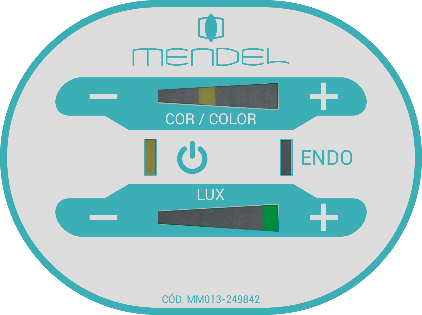 MENDEL
COR / COLOR
ENDO
LUX
CÓD. MM013-249842